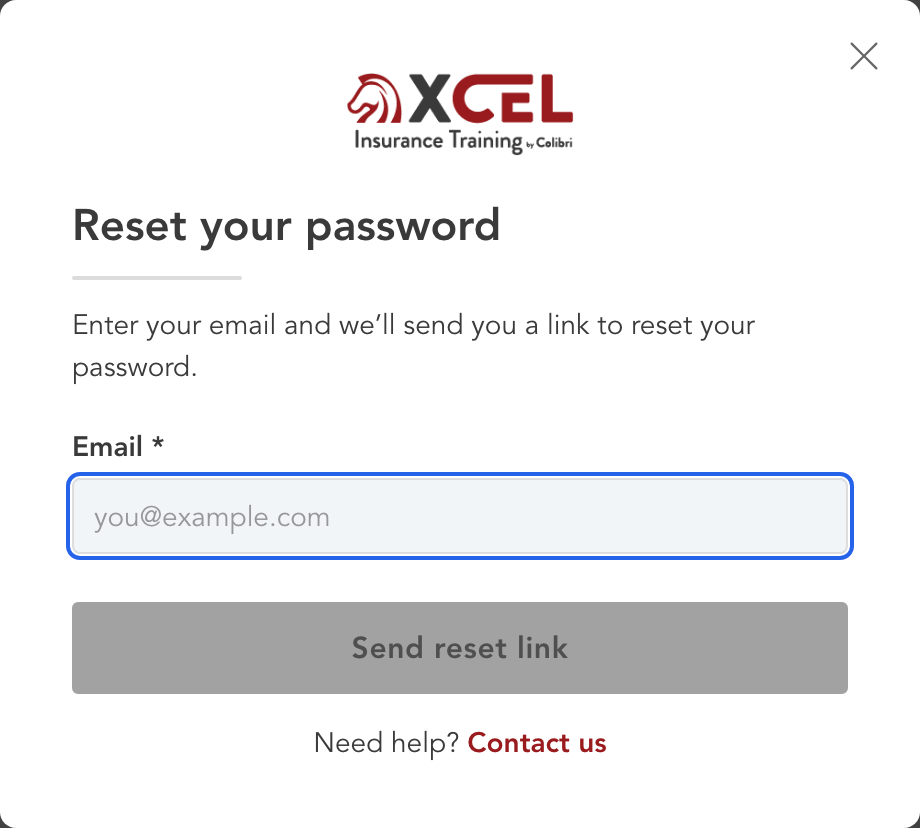 XCEL
Insurance Training by Colibri
Reset your password
Enter your email and we’ll send you a link to reset your
password.
Email *
you@example.com
Send reset link
Need help? Contact us